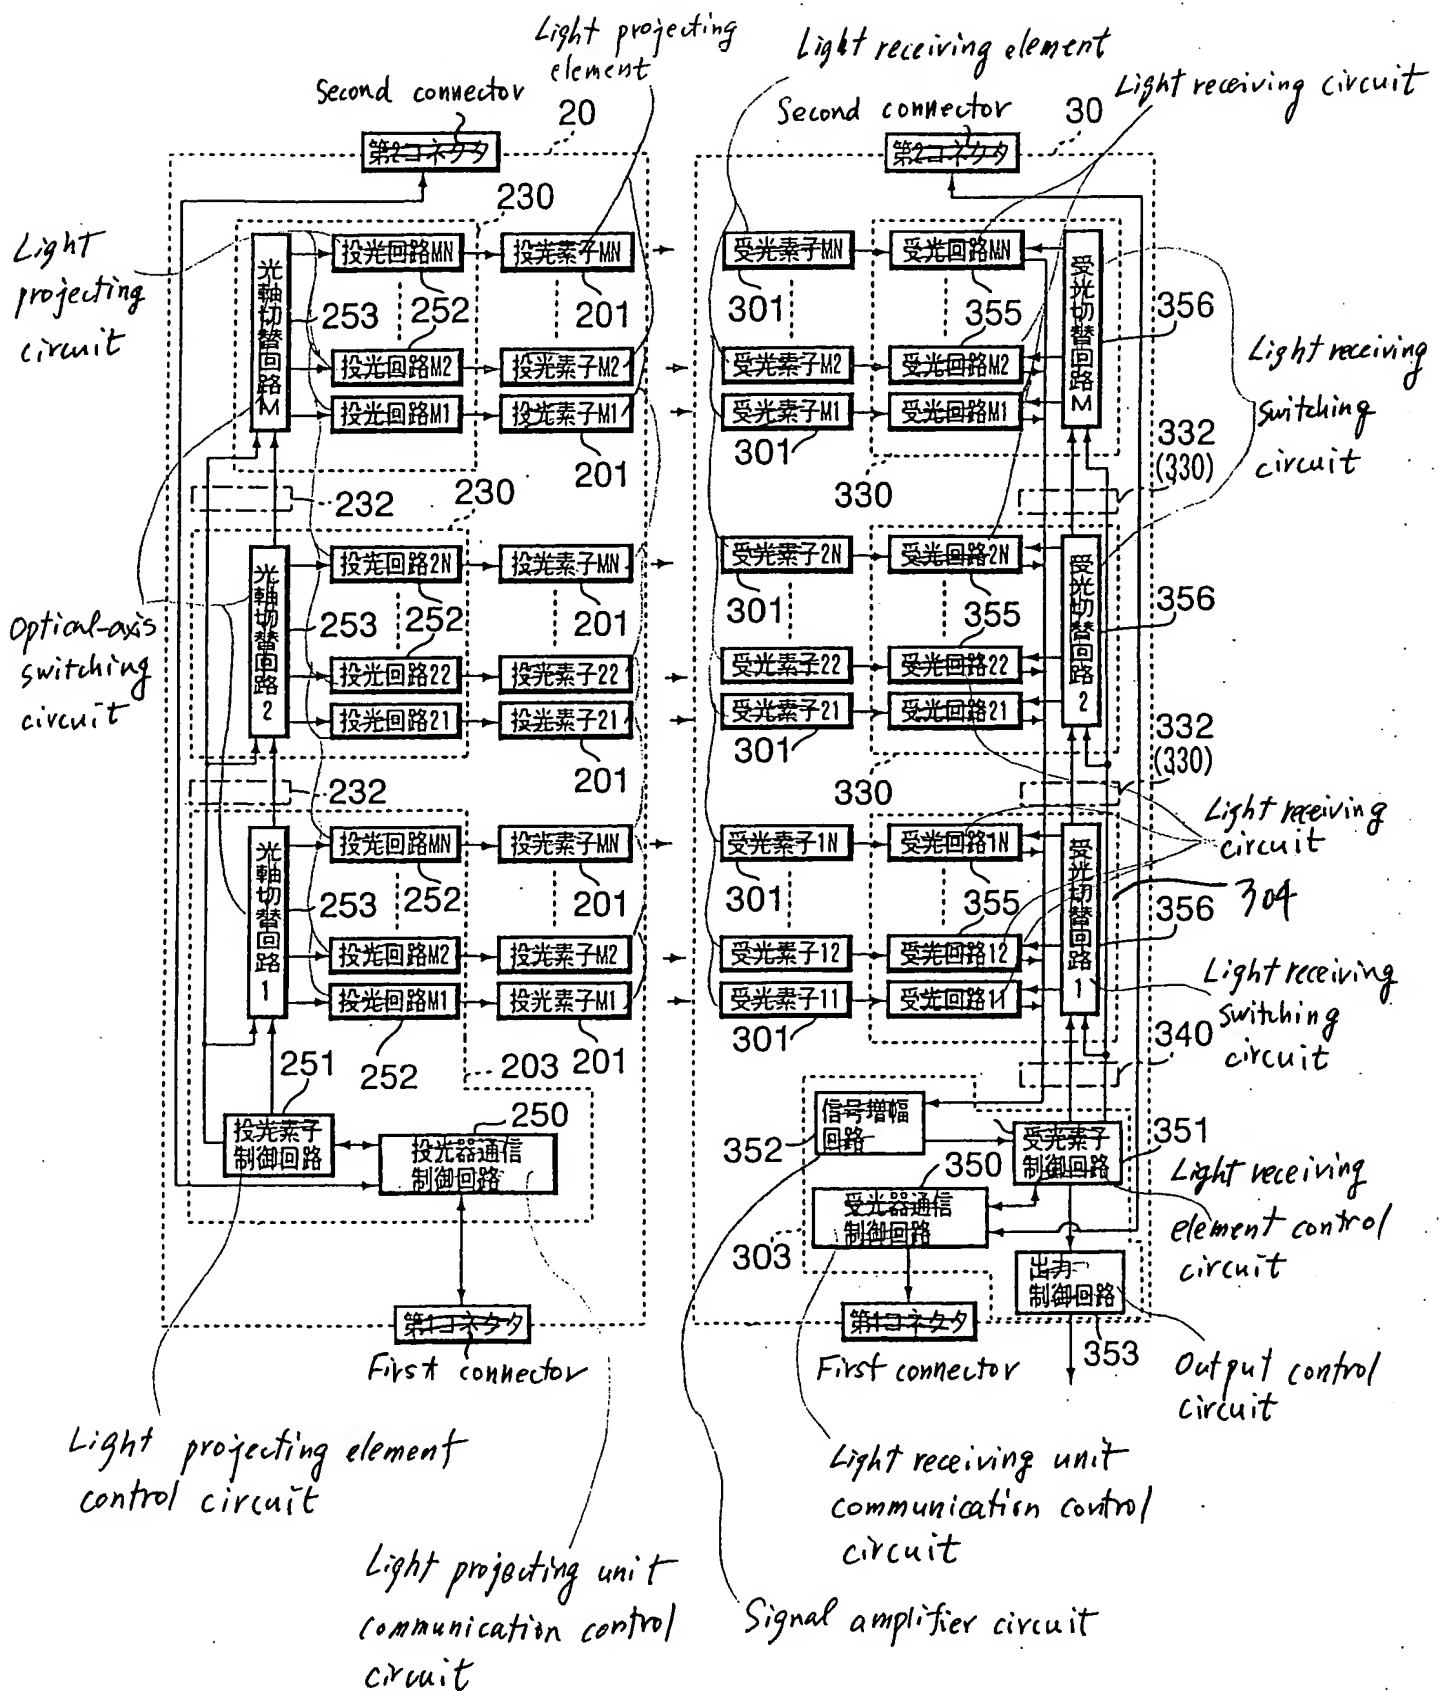 Light projecting
element
Light receiving element
Second connector
20
Second connector
30
Light receiving circuit
第2コネクタ
第2コネクタ
230
Light
projecting
circuit
光軸切替回路M
投光回路MN
投光素子MN
受光素子MN
受光回路MN
受光切替回路M
253
252
201
301
355
356
投光回路M2
投光素子M2
受光素子M2
受光回路M2
Light receiving
switching
circuit
投光回路M1
投光素子M1
受光素子M1
受光回路M1
201
301
332
(330)
230
330
232
光軸切替回路2
投光回路2N
投光素子MN
受光素子2N
受光回路2N
受光切替回路2
253
252
201
301
355
356
Optical-axis
switching
circuit
投光回路22
投光素子22
受光素子22
受光回路22
投光回路21
投光素子21
受光素子21
受光回路21
201
301
332
(330)
232
330
Light receiving
circuit
光軸切替回路1
投光回路MN
投光素子MN
受光素子1N
受光回路1N
受光切替回路1
253
252
201
301
355
356
304
投光回路M2
投光素子M2
受光素子12
受光回路12
Light receiving
switching
circuit
投光回路M1
投光素子M1
受光素子11
受光回路11
252
201
301
340
251
203
250
投光素子
制御回路
投光器通信
制御回路
信号増幅
回路
352
受光素子
制御回路
351
350
Light receiving
element control
circuit
受光器通信
制御回路
303
出力
制御回路
353
第1コネクタ
第1コネクタ
First connector
First connector
Output control
circuit
Light projecting element
control circuit
Light receiving unit
communication control
circuit
Light projecting unit
communication control
circuit
Signal amplifier circuit